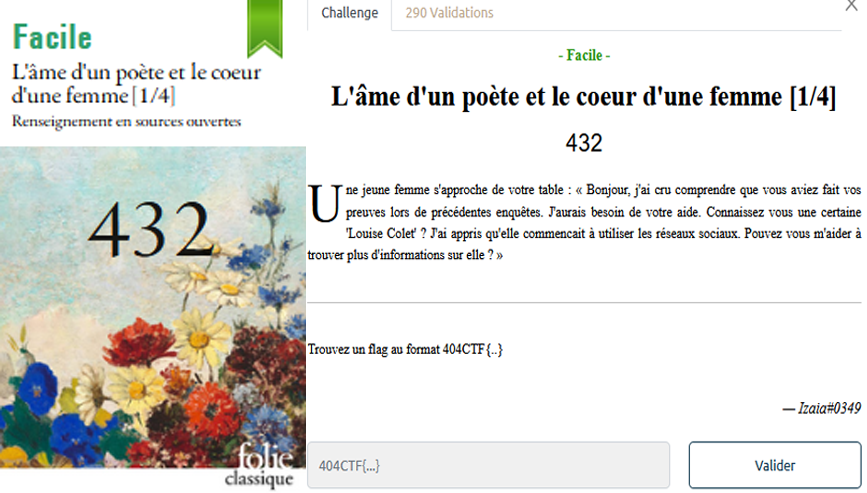 Facile
L'âme d'un poète et le coeur
d'une femme [1/4]
Renseignement en sources ouvertes
432
folie
classique
Challenge
290 Validations
X
- Facile -
L'âme d'un poète et le coeur d'une femme [1/4]
432
Une jeune femme s'approche de votre table : « Bonjour, j'ai cru comprendre que vous aviez fait vos
preuves lors de précédentes enquêtes. J'aurais besoin de votre aide. Connaissez vous une certaine
'Louise Colet' ? J'ai appris qu'elle commencait à utiliser les réseaux sociaux. Pouvez vous m'aider à
trouver plus d'informations sur elle ? »
Trouvez un flag au format 404CTF{..}
— Izaia#0349
404CTF{...}
Valider